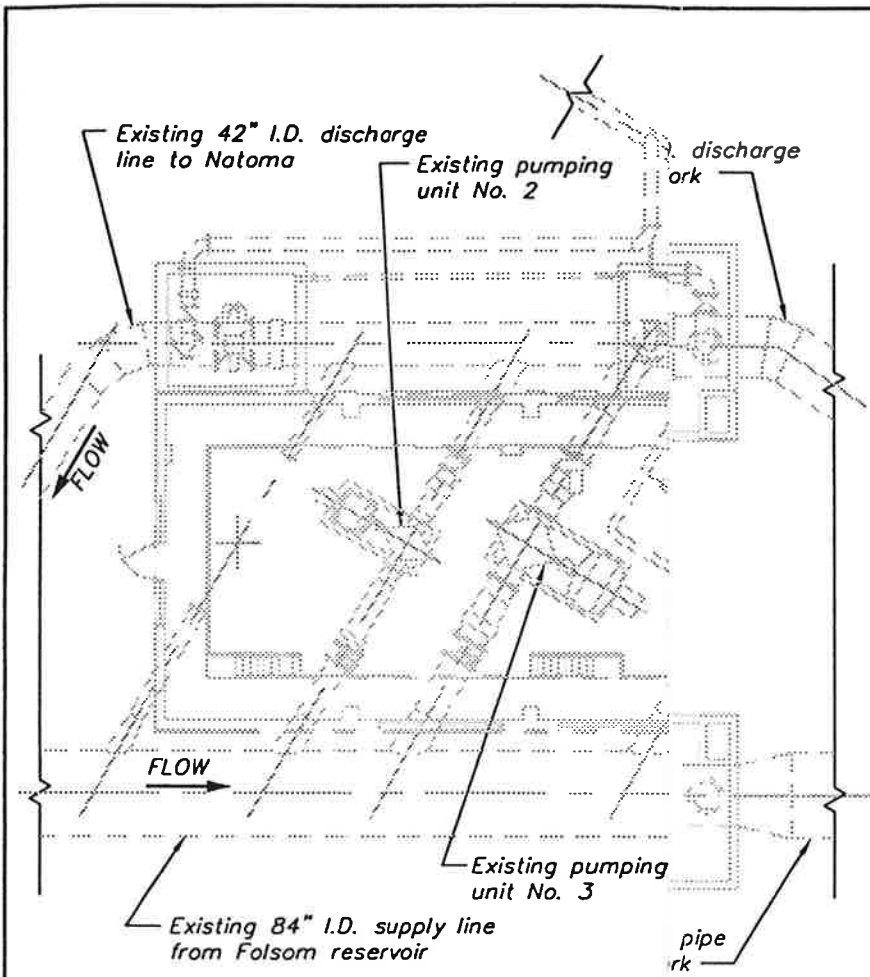 Existing 42" I.D. discharge
line to Natoma
Existing pumping
unit No. 2
. discharge
ork
FLOW
FLOW
Existing pumping
unit No. 3
Existing 84" I.D. supply line
from Folsom reservoir
pipe
rk